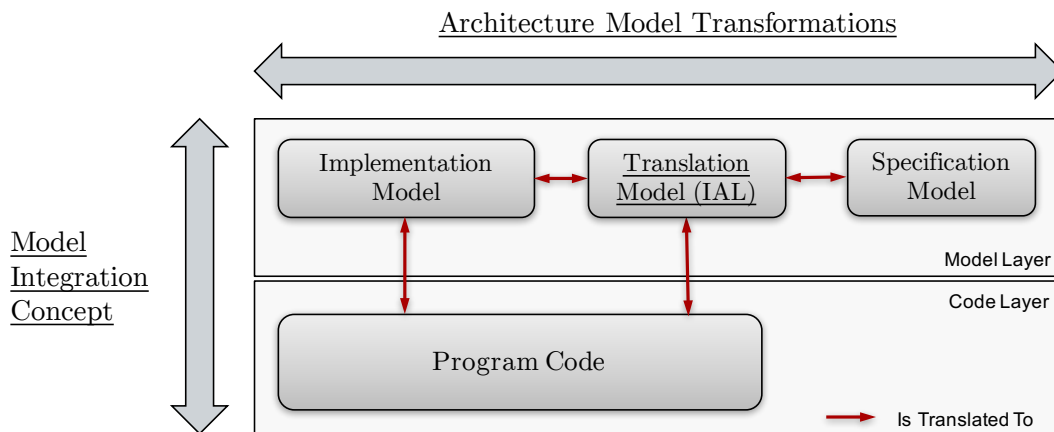 Architecture Model Transformations
Implementation
Model
Translation
Model (IAL)
Specification
Model
Model Layer
Model
Integration
Concept
Code Layer
Program Code
Is Translated To